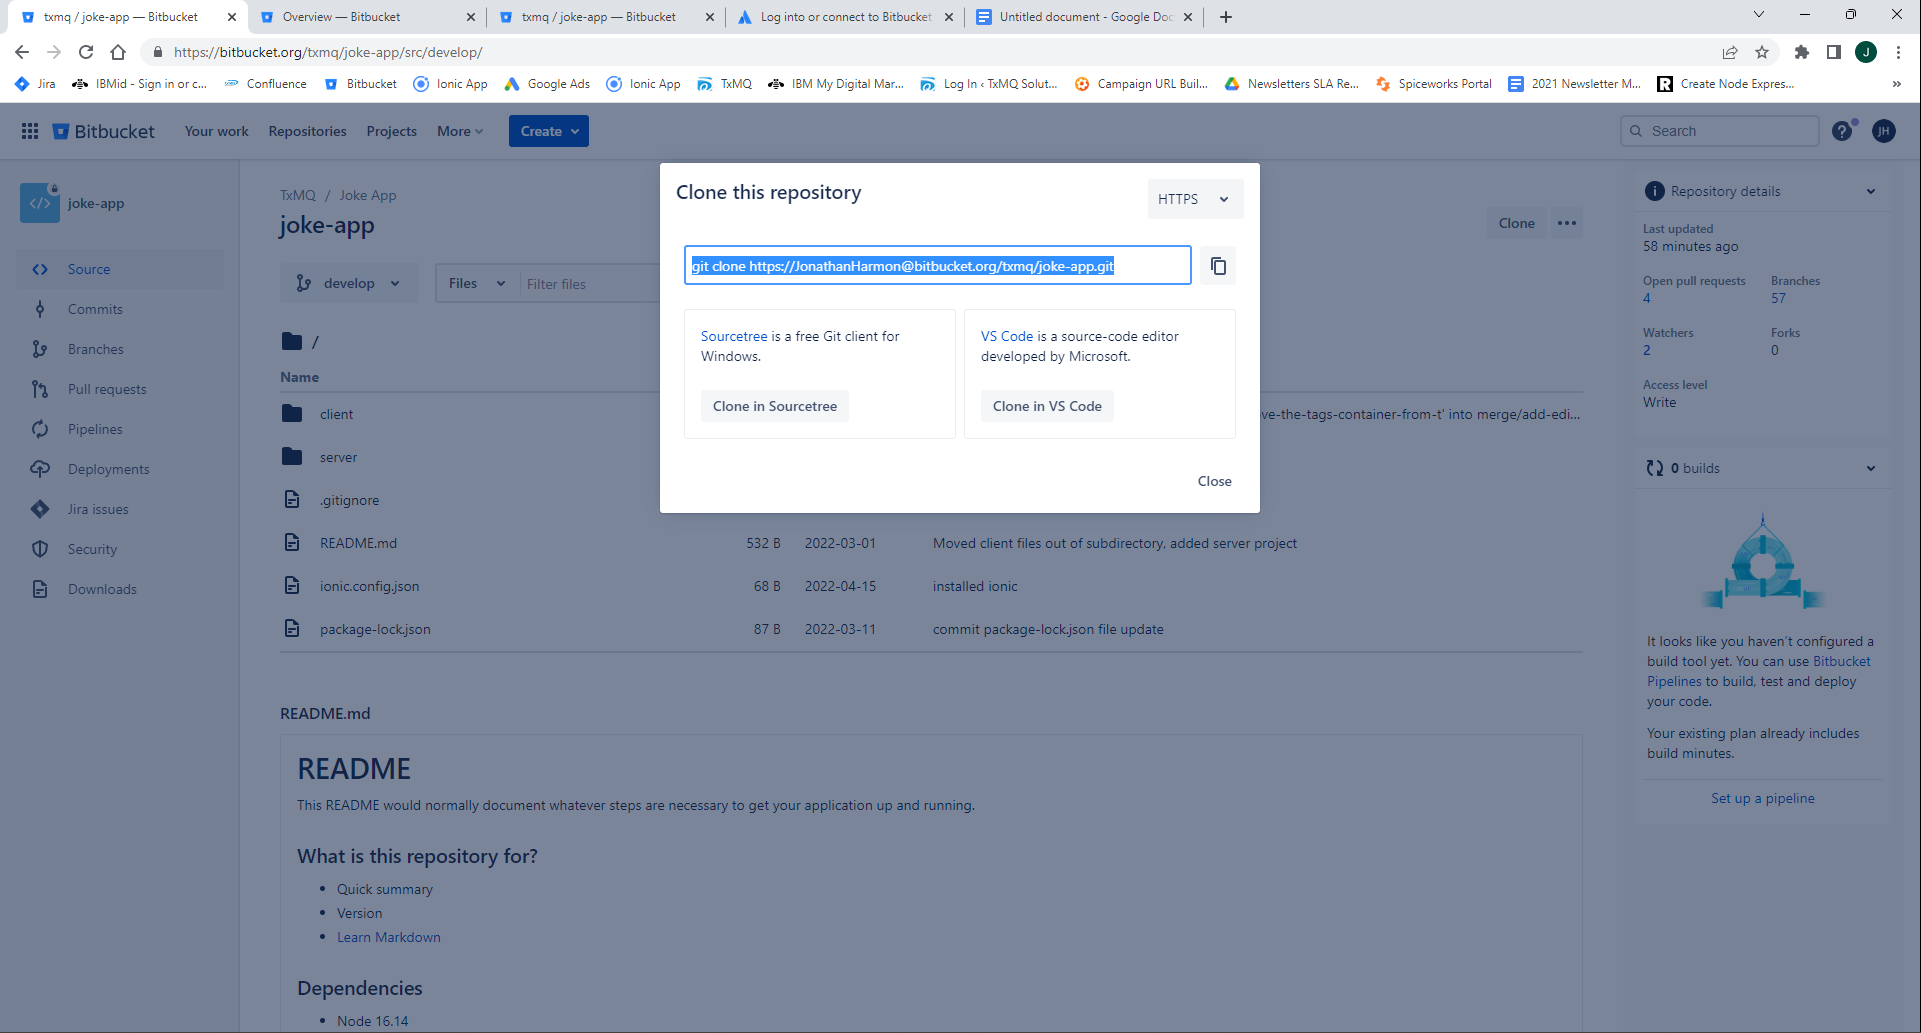 txmq / joke-app — Bitbucket
Overview — Bitbucket
txmq / joke-app — Bitbucket
Log into or connect to Bitbucket
Untitled document - Google Doc
https://bitbucket.org/txmq/joke-app/src/develop/
J
Jira
IBMid - Sign in or c...
Confluence
Bitbucket
Ionic App
Google Ads
Ionic App
TxMQ
IBM My Digital Mar...
Log In ‹ TxMQ Solut...
Campaign URL Buil...
Newsletters SLA Re...
Spiceworks Portal
2021 Newsletter M...
R Create Node Expres...
»
Bitbucket
Your work
Repositories
Projects
More
Create
Search
JH
joke-app
Source
Commits
Branches
Pull requests
Pipelines
Deployments
Jira issues
Security
Downloads
TxMQ / Joke App
joke-app
Clone
develop
Files
Filter files
/
Name
client
ve-the-tags-container-from-t' into merge/add-edi...
server
.gitignore
README.md 532 B 2022-03-01 Moved client files out of subdirectory, added server project
ionic.config.json 68 B 2022-04-15 installed ionic
package-lock.json 87 B 2022-03-11 commit package-lock.json file update
README.md
README
This README would normally document whatever steps are necessary to get your application up and running.
What is this repository for?
Quick summary
Version
Learn Markdown
Dependencies
Node 16.14
Clone this repository
HTTPS
git clone https://JonathanHarmon@bitbucket.org/txmq/joke-app.git
Sourcetree is a free Git client for
Windows.
Clone in Sourcetree
VS Code is a source-code editor
developed by Microsoft.
Clone in VS Code
Close
Repository details
Last updated
58 minutes ago
Open pull requests
4
Branches
57
Watchers
2
Forks
0
Access level
Write
0 builds
It looks like you haven't configured a
build tool yet. You can use Bitbucket
Pipelines to build, test and deploy
your code.
Your existing plan already includes
build minutes.
Set up a pipeline